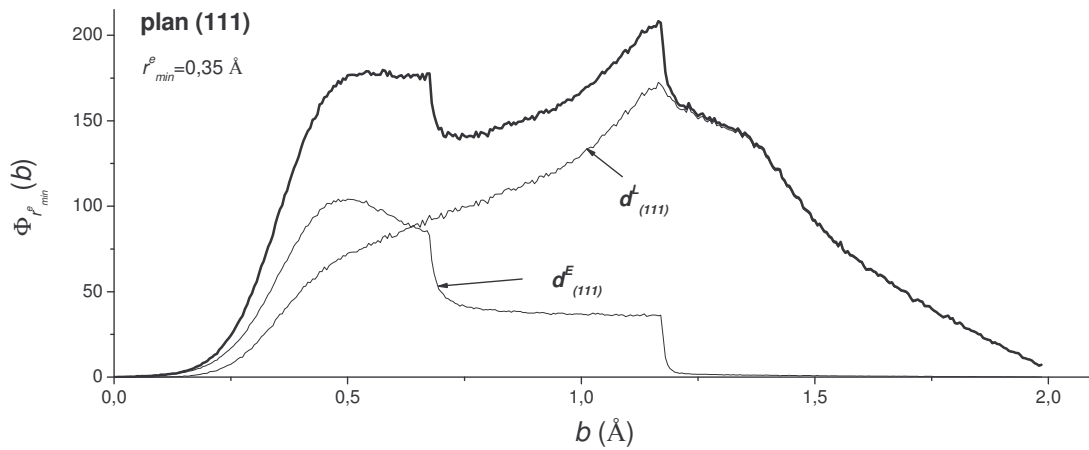 plan (111)
r^e_min=0,35 Å
Φ_{r^e_min} (b)
200
150
100
50
0
d^L_(111)
d^E_(111)
0,0 0,5 1,0 1,5 2,0
b (Å)